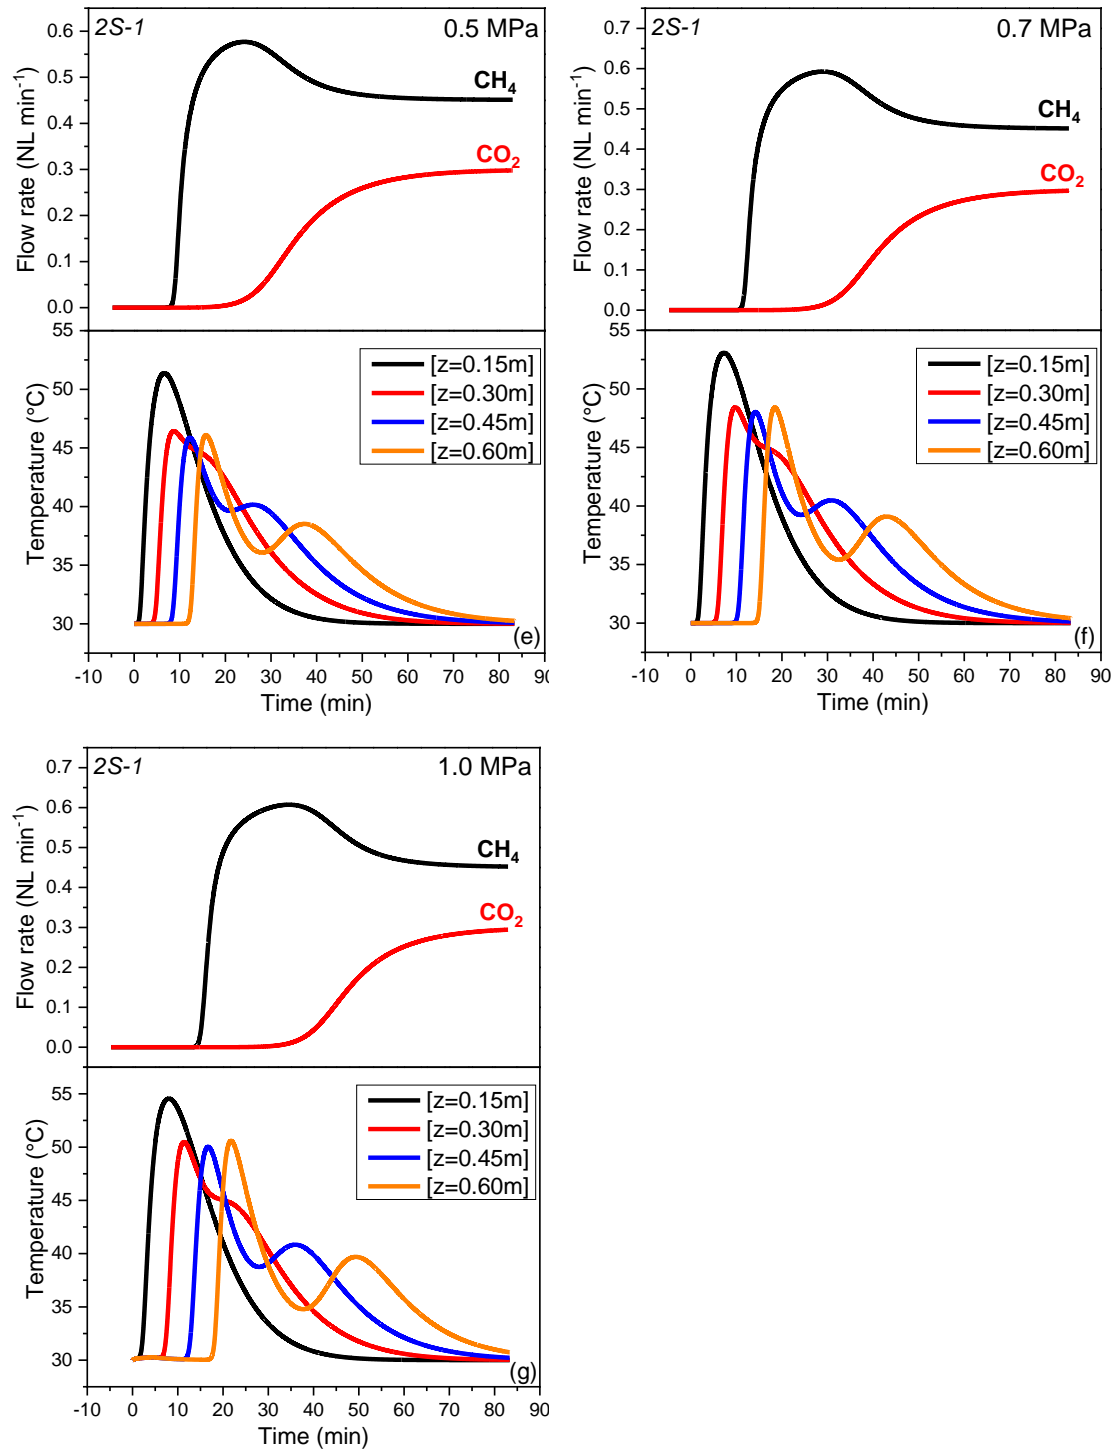 2S-1
0.5 MPa
0.6
0.5
0.4
0.3
0.2
0.1
0.0
Flow rate (NL min⁻¹)
CH₄
CO₂
55
50
45
40
35
30
Temperature (°C)
[z=0.15m]
[z=0.30m]
[z=0.45m]
[z=0.60m]
(e)
-10 0 10 20 30 40 50 60 70 80 90
Time (min)
2S-1
0.7 MPa
0.7
0.6
0.5
0.4
0.3
0.2
0.1
0.0
Flow rate (NL min⁻¹)
CH₄
CO₂
55
50
45
40
35
30
Temperature (°C)
[z=0.15m]
[z=0.30m]
[z=0.45m]
[z=0.60m]
(f)
-10 0 10 20 30 40 50 60 70 80 90
Time (min)
2S-1
1.0 MPa
0.7
0.6
0.5
0.4
0.3
0.2
0.1
0.0
Flow rate (NL min⁻¹)
CH₄
CO₂
55
50
45
40
35
30
Temperature (°C)
[z=0.15m]
[z=0.30m]
[z=0.45m]
[z=0.60m]
(g)
-10 0 10 20 30 40 50 60 70 80 90
Time (min)